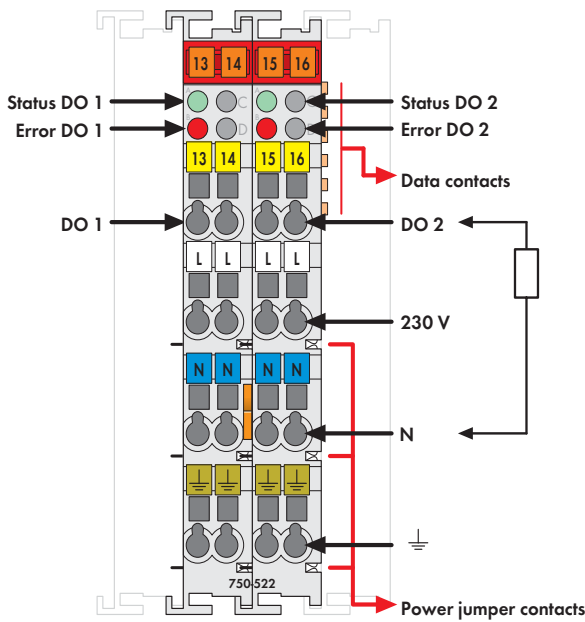 13 14 15 16
A C A C
Status DO 1
Status DO 2
B D B D
Error DO 1
Error DO 2
13 14 15 16
Data contacts
DO 1
DO 2
L L L L
230 V
N N N N
N
750-522
Power jumper contacts